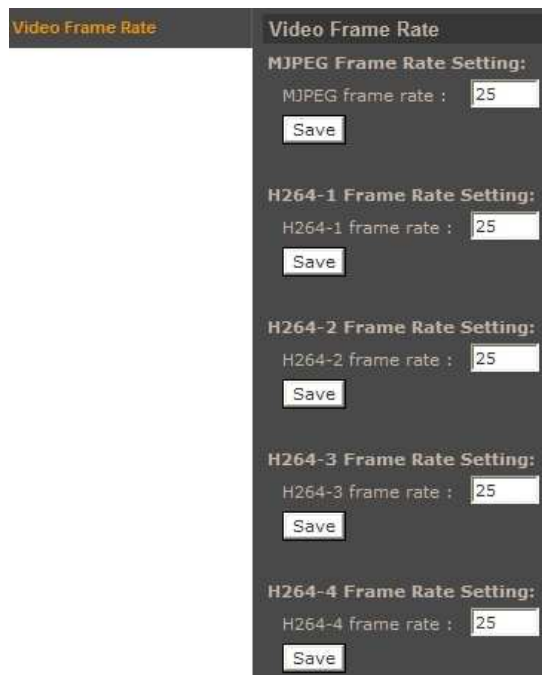 Video Frame Rate
Video Frame Rate
MJPEG Frame Rate Setting:
MJPEG frame rate : 25
Save
H264-1 Frame Rate Setting:
H264-1 frame rate : 25
Save
H264-2 Frame Rate Setting:
H264-2 frame rate : 25
Save
H264-3 Frame Rate Setting:
H264-3 frame rate : 25
Save
H264-4 Frame Rate Setting:
H264-4 frame rate : 25
Save